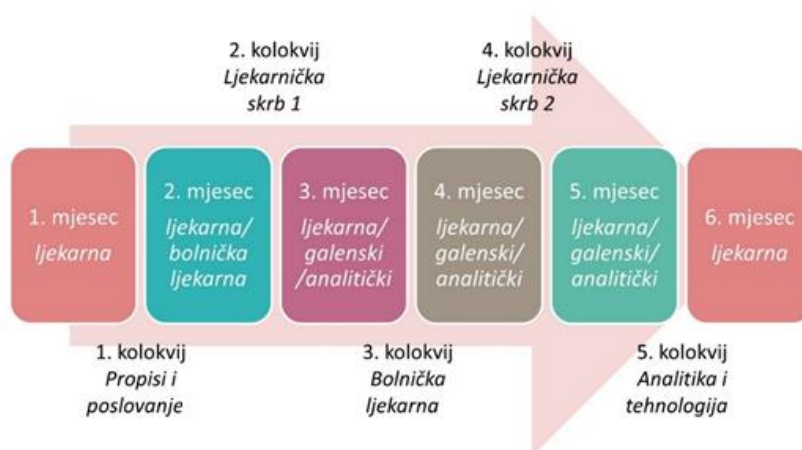 2. kolokvij
Ljekarnička
skrb 1
4. kolokvij
Ljekarnička
skrb 2
1. mjesec
ljekarna
2. mjesec
ljekarna/
bolnička
ljekarna
3. mjesec
ljekarna/
galenski
/analitički
4. mjesec
ljekarna/
galenski/
analitički
5. mjesec
ljekarna/
galenski/
analitički
6. mjesec
ljekarna
1. kolokvij
Propisi i
poslovanje
3. kolokvij
Bolnička
ljekarna
5. kolokvij
Analitika i
tehnologija